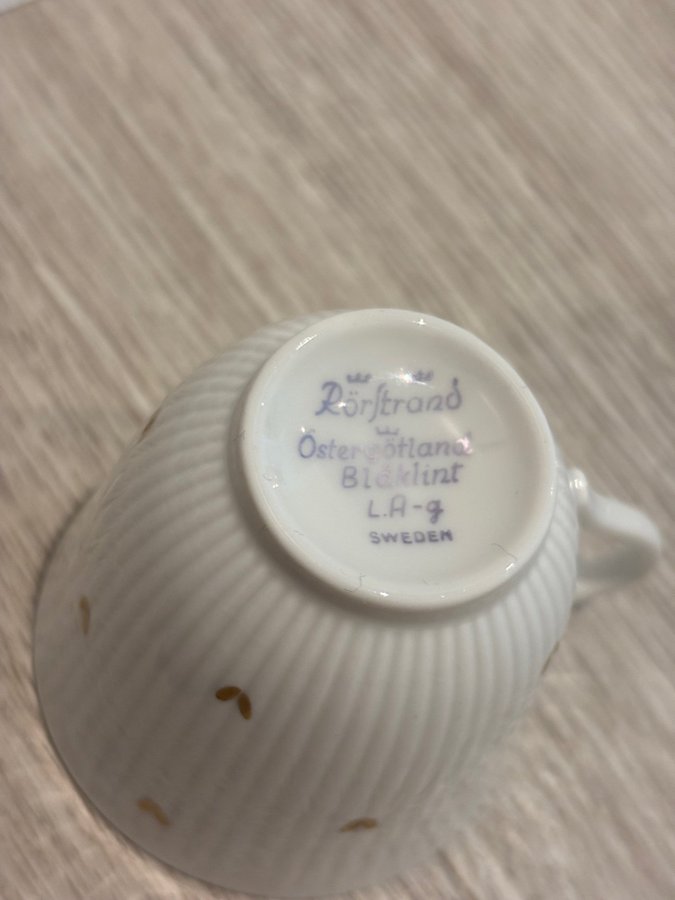 Rörstrand
Östergötland
Blåklint
L.A-g
SWEDEN